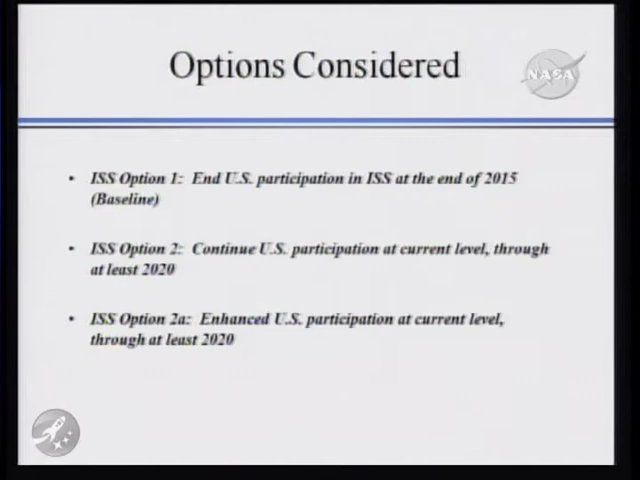 Options Considered
NASA
• ISS Option 1: End U.S. participation in ISS at the end of 2015
(Baseline)
• ISS Option 2: Continue U.S. participation at current level, through
at least 2020
• ISS Option 2a: Enhanced U.S. participation at current level,
through at least 2020